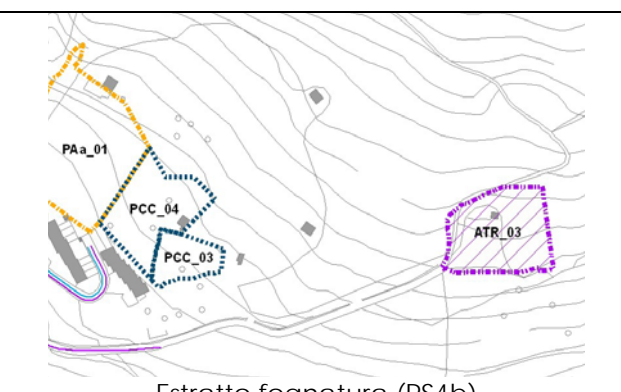 PAa_01
PCC_04
ATR_03
PCC_03
Estratto fognatura (PS4b)